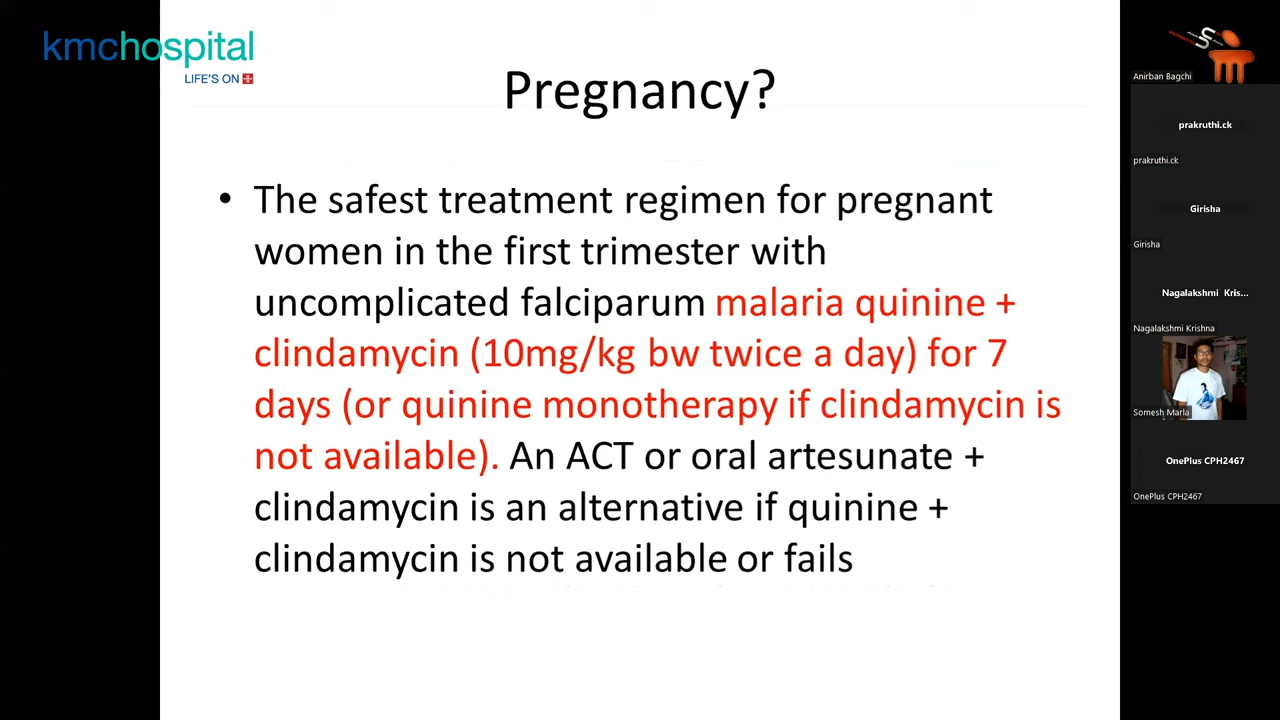 kmchospital
LIFE'S ON
Pregnancy?
• The safest treatment regimen for pregnant
women in the first trimester with
uncomplicated falciparum malaria quinine +
clindamycin (10mg/kg bw twice a day) for 7
days (or quinine monotherapy if clindamycin is
not available). An ACT or oral artesunate +
clindamycin is an alternative if quinine +
clindamycin is not available or fails
Anirban Bagchi
prakruthi.ck
prakruthi.ck
Girisha
Girisha
Nagalakshmi Kris...
Nagalakshmi Krishna
Somesh Marla
OnePlus CPH2467
OnePlus CPH2467